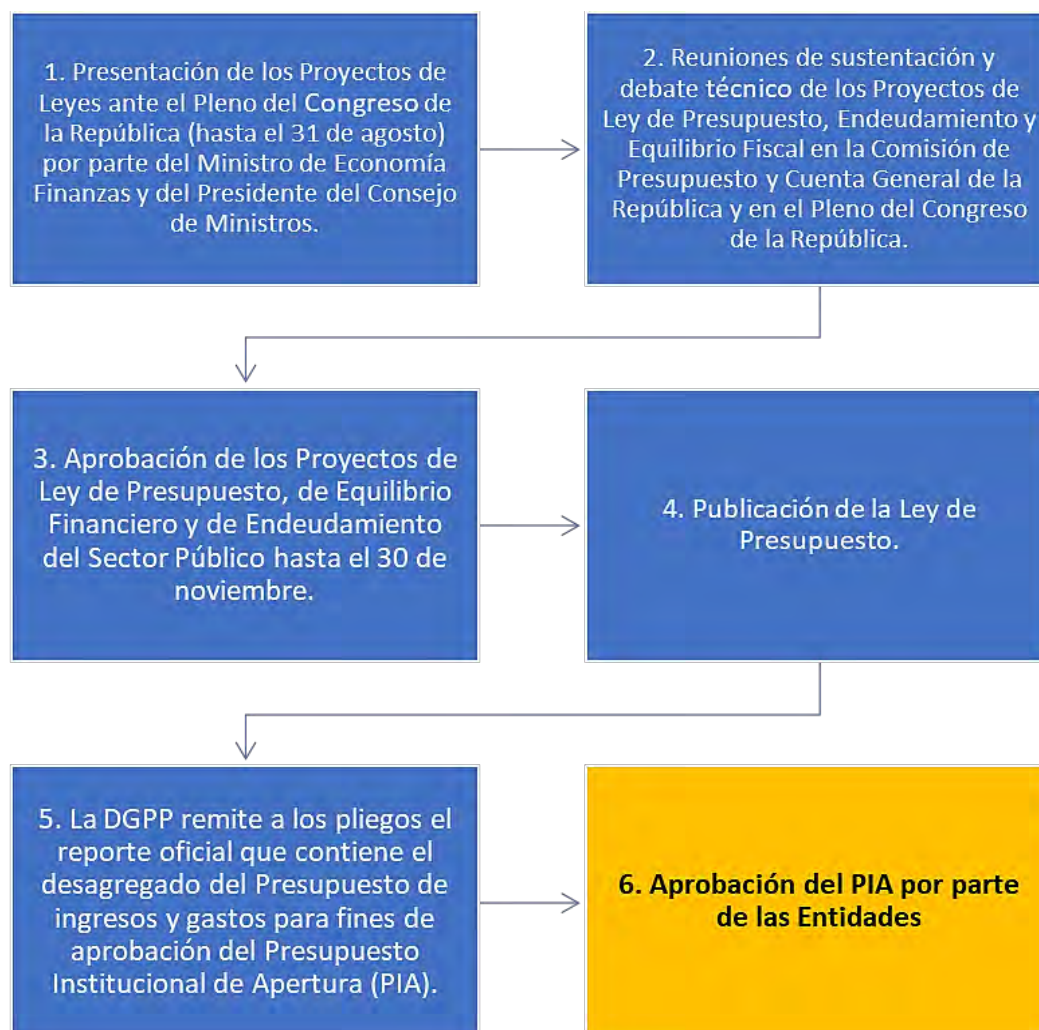 1. Presentación de los Proyectos de
Leyes ante el Pleno del Congreso de
la República (hasta el 31 de agosto)
por parte del Ministro de Economía
Finanzas y del Presidente del Consejo
de Ministros.
2. Reuniones de sustentación y
debate técnico de los Proyectos de
Ley de Presupuesto, Endeudamiento y
Equilibrio Fiscal en la Comisión de
Presupuesto y Cuenta General de la
República y en el Pleno del Congreso
de la República.
3. Aprobación de los Proyectos de
Ley de Presupuesto, de Equilibrio
Financiero y de Endeudamiento
del Sector Público hasta el 30 de
noviembre.
4. Publicación de la Ley de
Presupuesto.
5. La DGPP remite a los pliegos el
reporte oficial que contiene el
desagregado del Presupuesto de
ingresos y gastos para fines de
aprobación del Presupuesto
Institucional de Apertura (PIA).
6. Aprobación del PIA por parte
de las Entidades